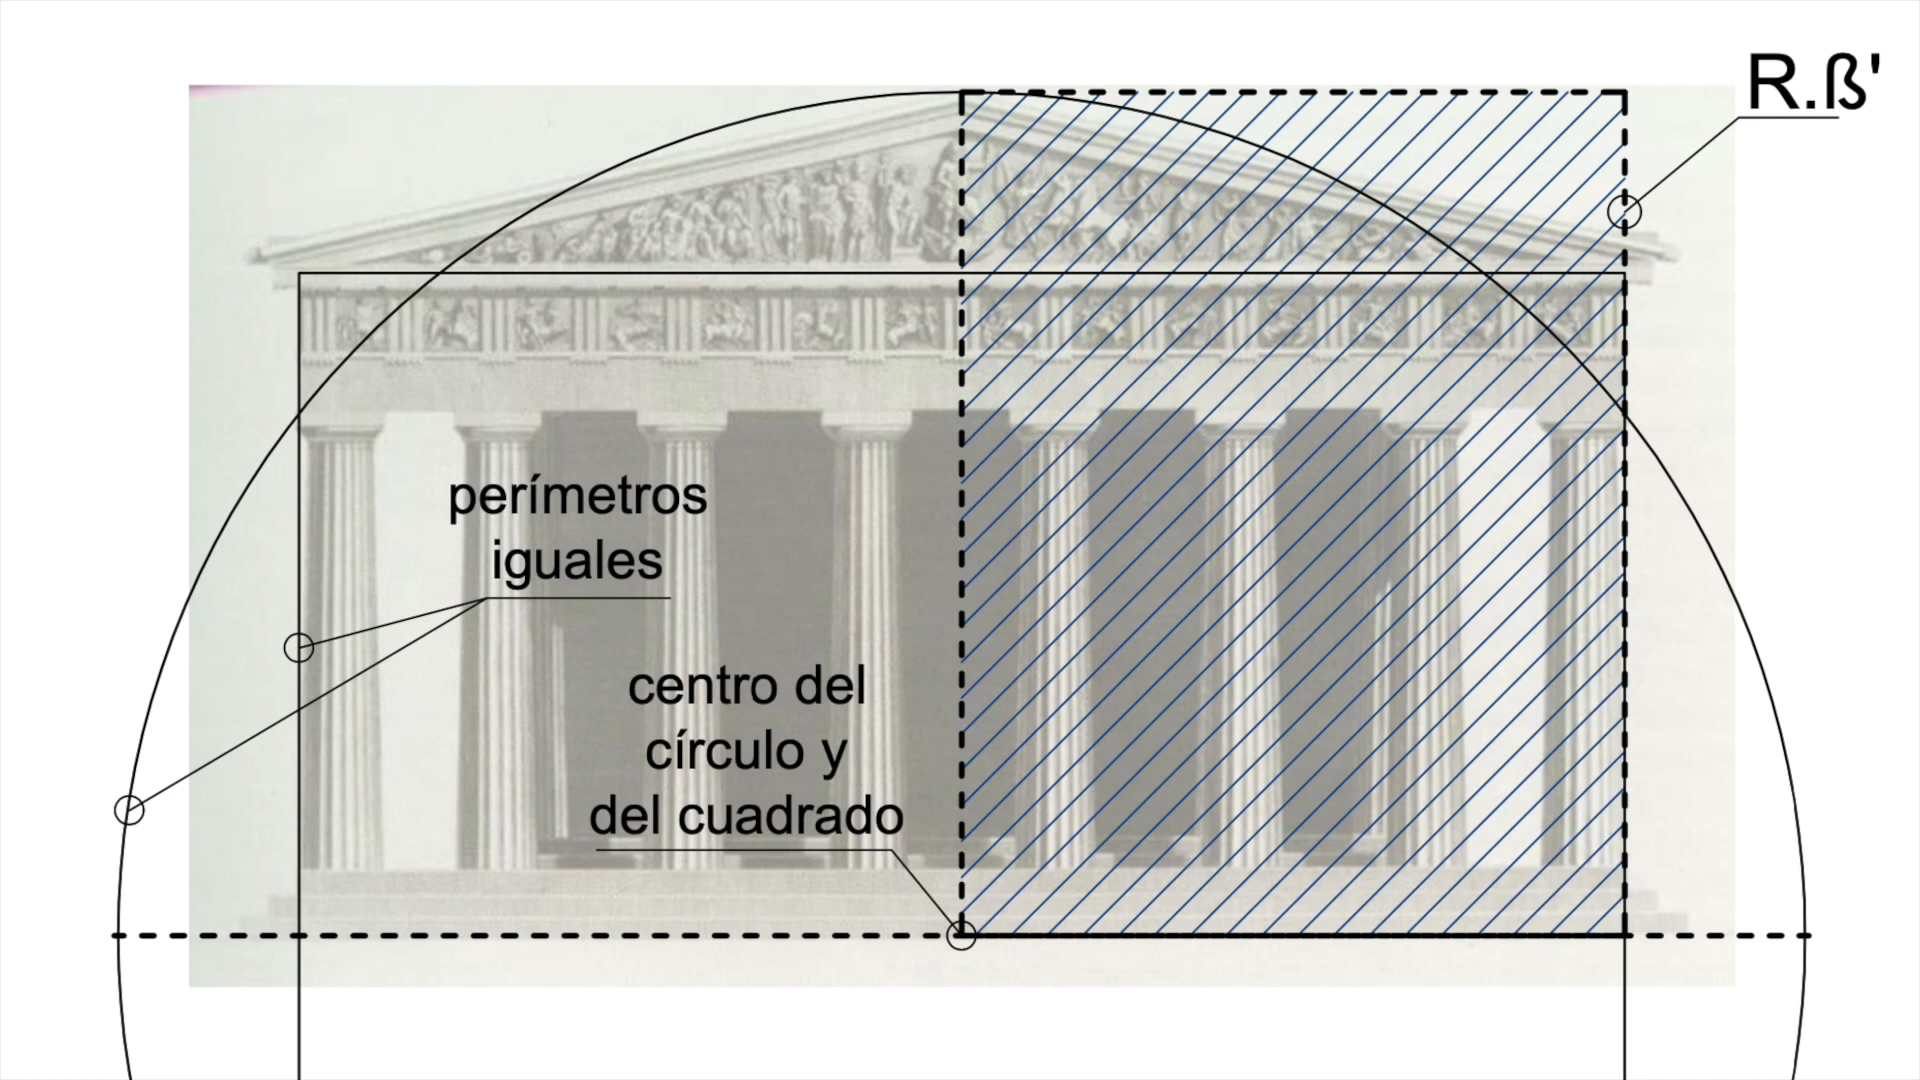 R.ß'
perímetros
iguales
centro del
círculo y
del cuadrado